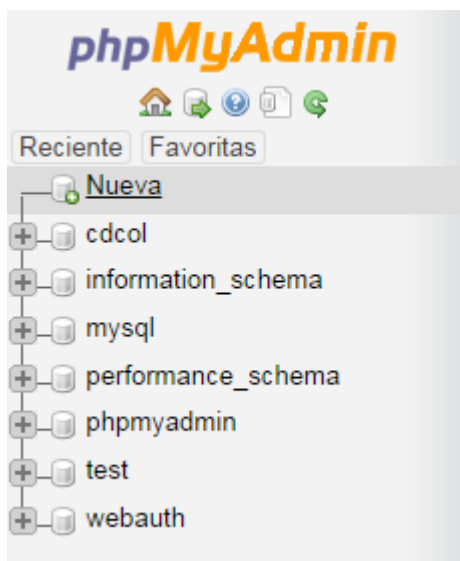 phpMyAdmin
Reciente Favoritas
Nueva
cdcol
information_schema
mysql
performance_schema
phpmyadmin
test
webauth